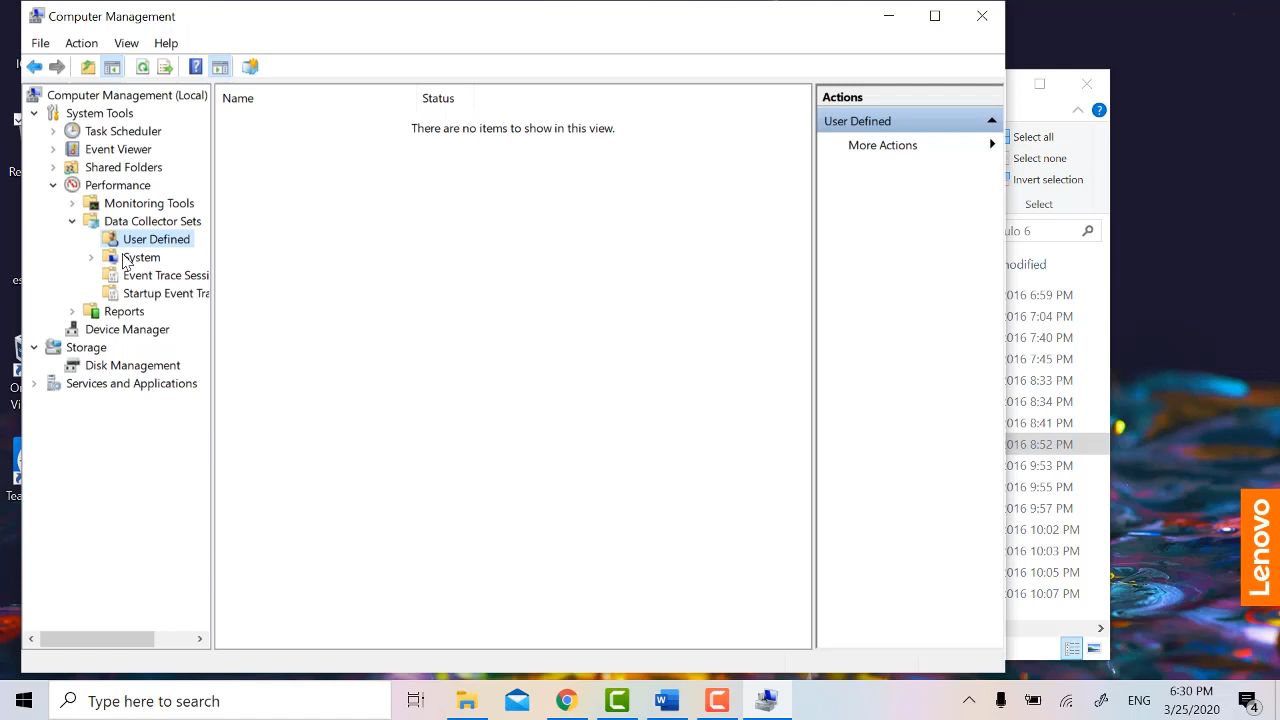 Computer Management
File Action View Help
Computer Management (Local)
System Tools
Task Scheduler
Event Viewer
Shared Folders
Performance
Monitoring Tools
Data Collector Sets
User Defined
System
Event Trace Sessi
Startup Event Tra
Reports
Device Manager
Storage
Disk Management
Services and Applications
Name Status
There are no items to show in this view.
Actions
User Defined
More Actions
Select all
Select none
Invert selection
Select
ulo 6
odified
016 6:59 PM
016 7:04 PM
016 7:40 PM
016 7:45 PM
016 8:33 PM
016 8:34 PM
016 8:41 PM
016 8:52 PM
016 9:53 PM
016 9:55 PM
016 9:57 PM
016 10:02 PM
016 10:03 PM
016 10:05 PM
016 10:07 PM
Lenovo
Type here to search
ENG
6:30 PM
3/25/2020
4